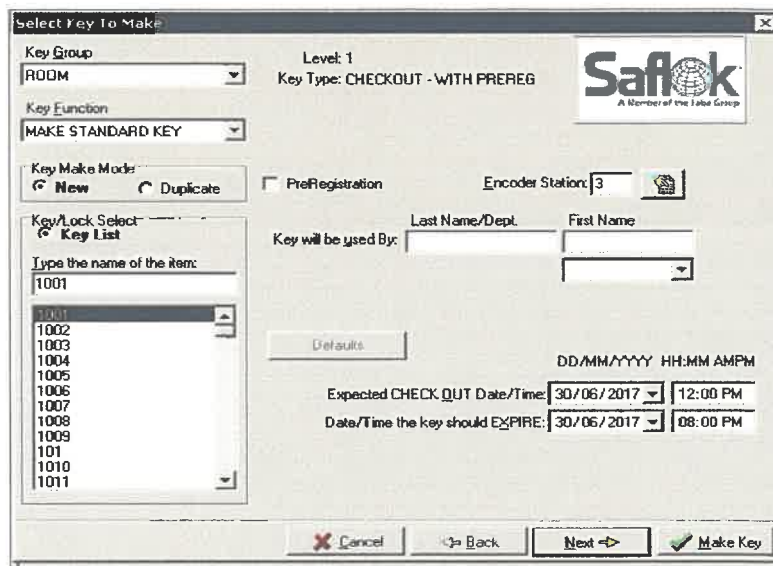 Select Key To Make
Key Group
ROOM
Level: 1
Key Type: CHECKOUT - WITH PREREG
Saflok
A Member of the Ilco Group
Key Function
MAKE STANDARD KEY
Key Make Mode
New
Duplicate
PreRegistration
Encoder Station: 3
Key/Lock Select
Key List
Last Name/Dept.
First Name
Key will be used By:
Type the name of the item:
1001
1001
1002
1003
1004
1005
1006
1007
1008
1009
101
1010
1011
Defaults
DD/MM/YYYY HH:MM AMPM
Expected CHECK OUT Date/Time: 30/06/2017 12:00 PM
Date/Time the key should EXPIRE: 30/06/2017 08:00 PM
Cancel
Back
Next
Make Key